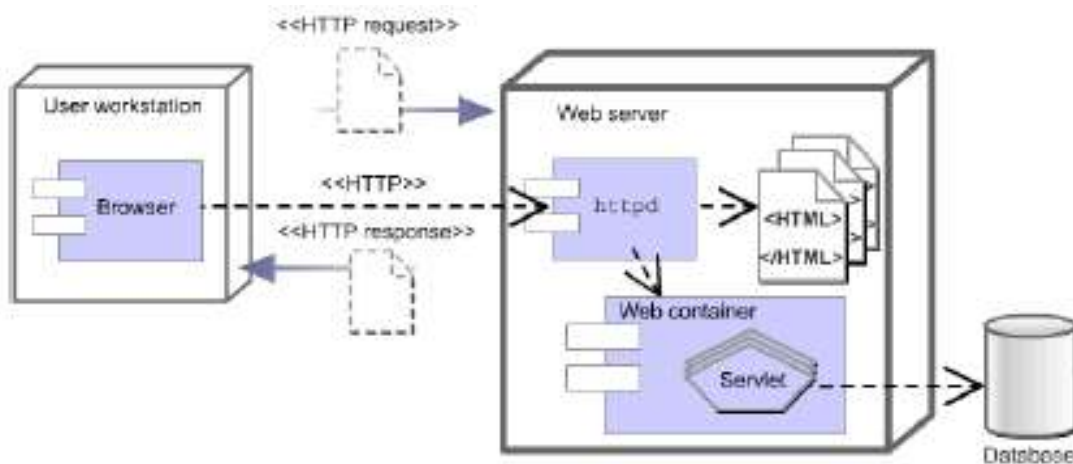 <<HTTP request>>
User workstation
Web server
<<HTTP>>
Browser
httpd
<HTML>
</HTML>
>
>
>
>
<<HTTP response>>
Web container
Servlet
Database